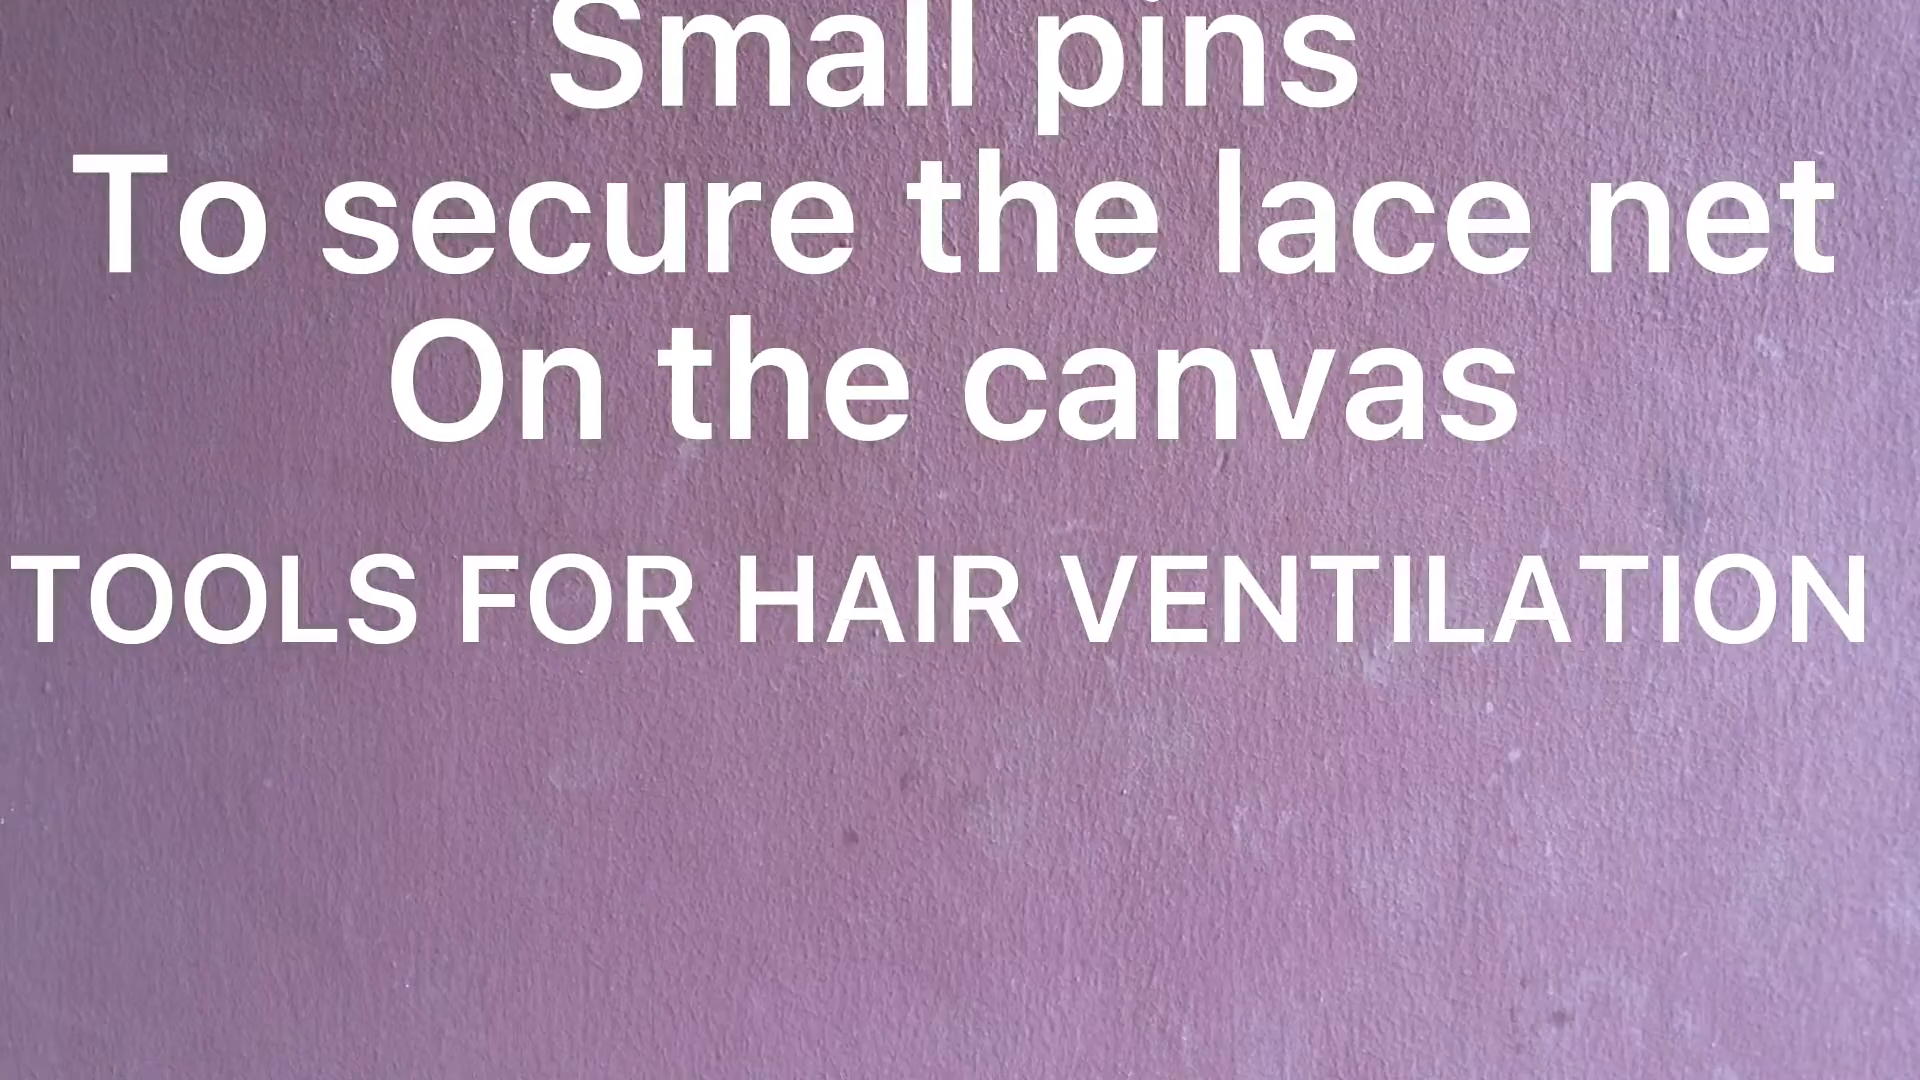 Small pins
To secure the lace net
On the canvas
TOOLS FOR HAIR VENTILATION